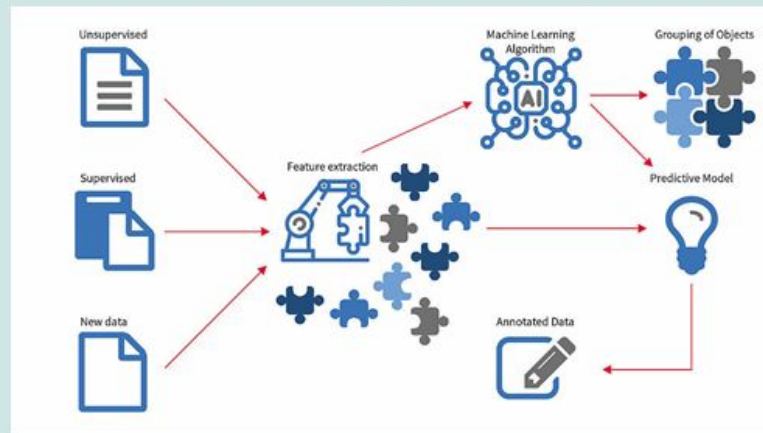 Unsupervised
Machine Learning
Algorithm
Grouping of Objects
AI
Feature extraction
Supervised
Predictive Model
New data
Annotated Data